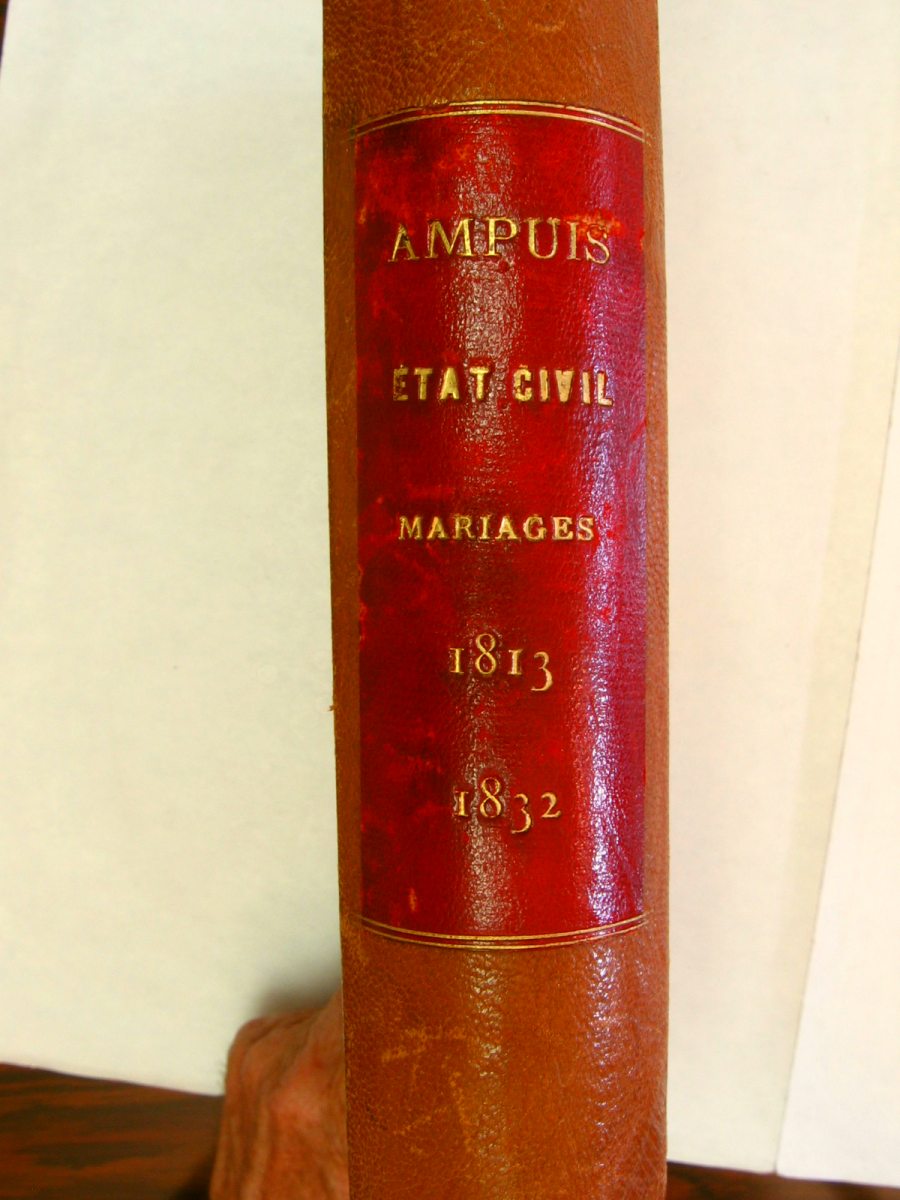 AMPUIS
ÉTAT CIVIL
MARIAGES
1813
1832